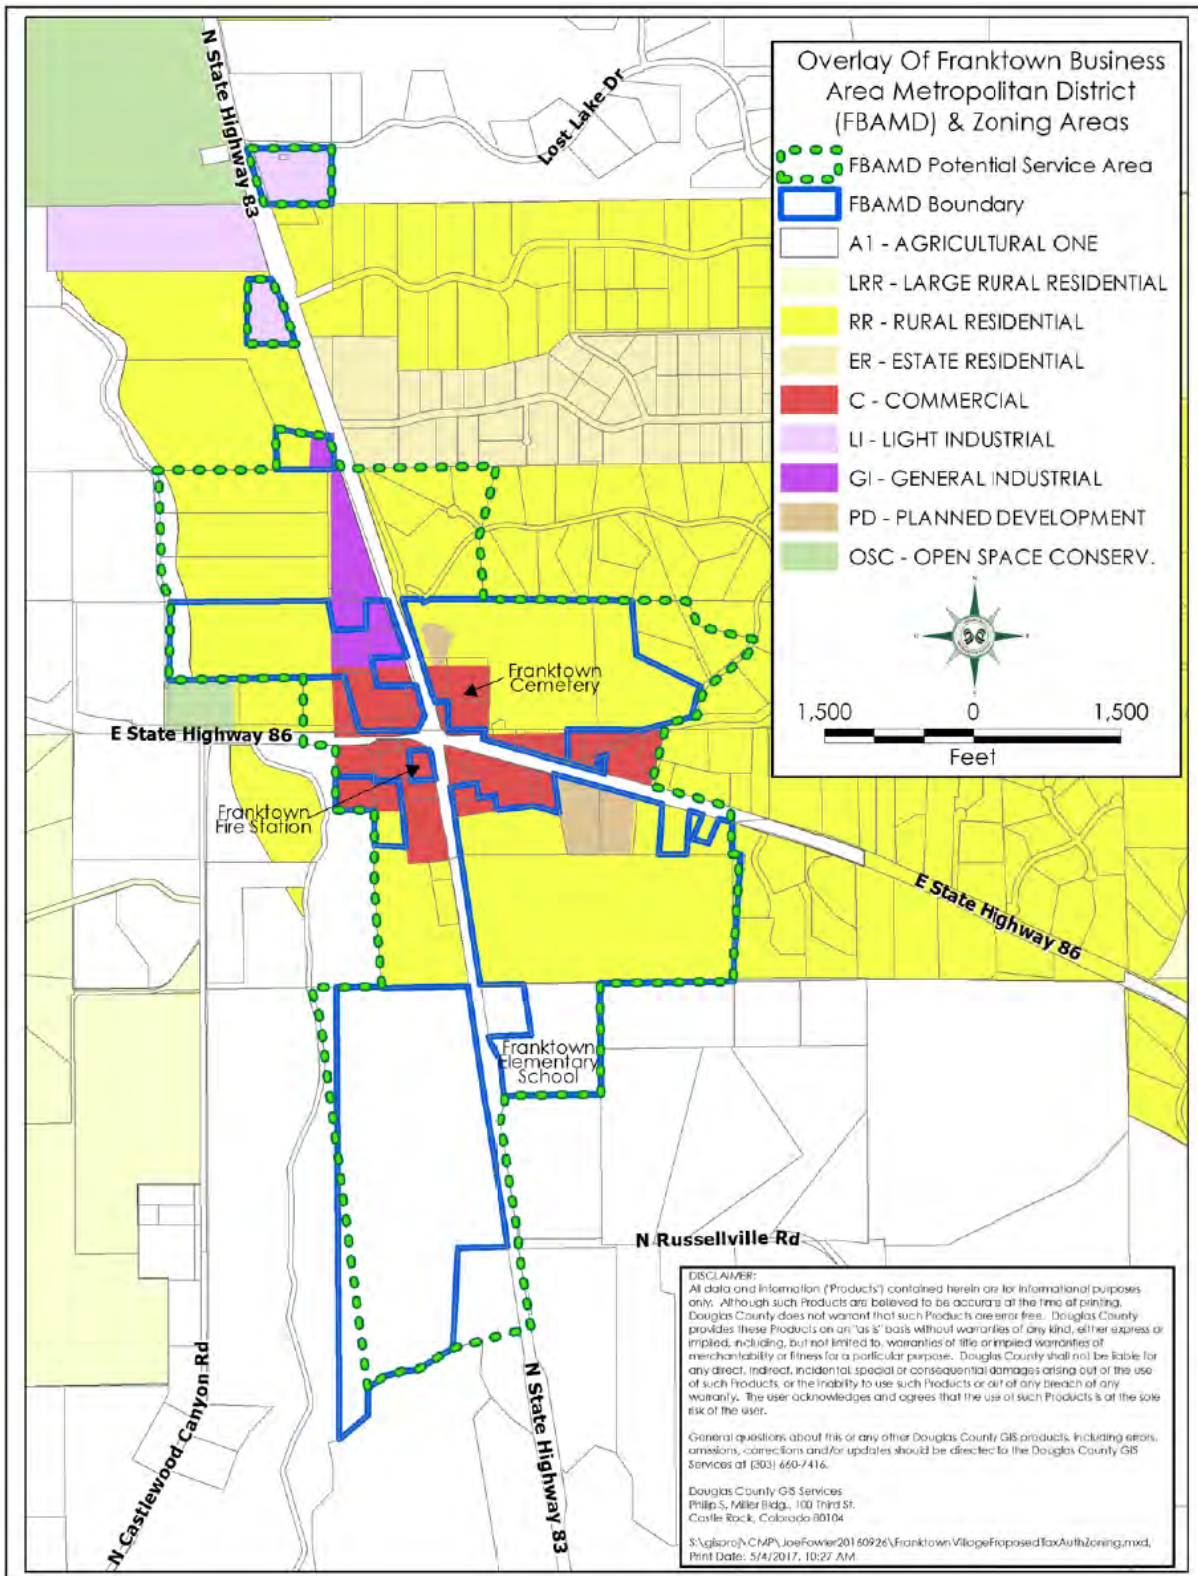 Overlay Of Franktown Business
Area Metropolitan District
(FBAMD) & Zoning Areas
FBAMD Potential Service Area
FBAMD Boundary
A1 - AGRICULTURAL ONE
LRR - LARGE RURAL RESIDENTIAL
RR - RURAL RESIDENTIAL
ER - ESTATE RESIDENTIAL
C - COMMERCIAL
LI - LIGHT INDUSTRIAL
GI - GENERAL INDUSTRIAL
PD - PLANNED DEVELOPMENT
OSC - OPEN SPACE CONSERV.
1,500 0 1,500
Feet
N State Highway 83
Lost Lake Dr
Franktown
Cemetery
E State Highway 86
Franktown
Fire Station
E State Highway 86
Franktown
Elementary
School
N Russellville Rd
N Castlewood Canyon Rd
N State Highway 83
DISCLAIMER:
All data and information ('Products') contained herein are for informational purposes
only. Although such Products are believed to be accurate at the time of printing,
Douglas County does not warrant that such Products are error free. Douglas County
provides these Products on an "as is" basis without warranties of any kind, either express or
implied, including, but not limited to, warranties of title or implied warranties of
merchantability or fitness for a particular purpose. Douglas County shall not be liable for
any direct, indirect, incidental, special or consequential damages arising out of the use
of such Products, or the inability to use such Products or out of any breach of any
warranty. The user acknowledges and agrees that the use of such Products is at the sole
risk of the user.
General questions about this or any other Douglas County GIS products, including errors,
omissions, corrections and/or updates should be directed to the Douglas County GIS
Services at (303) 660-7416.
Douglas County GIS Services
Philip S. Miller Bldg., 100 Third St.
Castle Rock, Colorado 80104
S:\gisproj\CMP\JoeFowler20160926\FranktownVillageProposedTaxAuthZoning.mxd,
Print Date: 5/4/2017, 10:27 AM